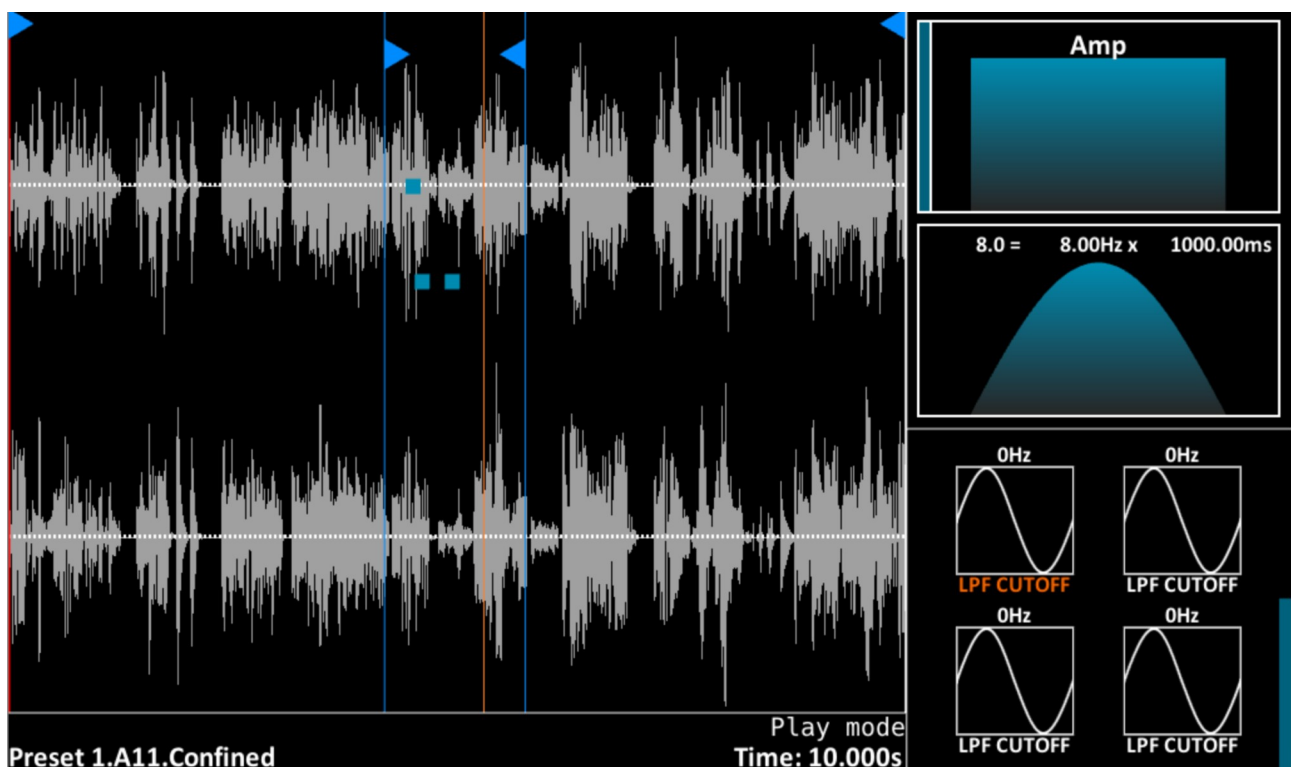 Amp
8.0 = 8.00Hz x 1000.00ms
0Hz 0Hz
LPF CUTOFF LPF CUTOFF
0Hz 0Hz
LPF CUTOFF LPF CUTOFF
Play mode
Preset 1.A11.Confined Time: 10.000s